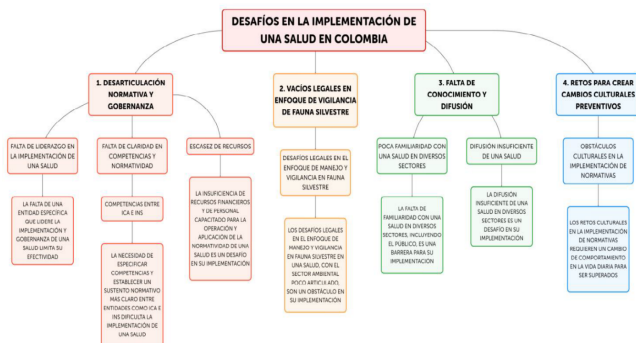 DESAFÍOS EN LA IMPLEMENTACIÓN DE
UNA SALUD EN COLOMBIA
1. DESARTICULACIÓN
NORMATIVA Y
GOBERNANZA
FALTA DE LIDERAZGO EN
LA IMPLEMENTACIÓN DE
UNA SALUD
LA FALTA DE UNA
ENTIDAD ESPECÍFICA
QUE LIDERE LA
IMPLEMENTACIÓN Y
GOBERNANZA DE UNA
SALUD LIMITA SU
EFECTIVIDAD
FALTA DE CLARIDAD EN
COMPETENCIAS Y
NORMATIVIDAD
COMPETENCIAS ENTRE
ICA E INS
LA NECESIDAD DE
ESPECIFICAR
COMPETENCIAS Y
ESTABLECER UN
SUSTENTO NORMATIVO
MÁS CLARO ENTRE
ENTIDADES COMO ICA E
INS DIFICULTA LA
IMPLEMENTACIÓN DE
UNA SALUD
ESCASEZ DE RECURSOS
LA INSUFICIENCIA DE
RECURSOS FINANCIEROS
Y DE PERSONAL
CAPACITADO PARA LA
OPERACIÓN Y
APLICACIÓN DE LA
NORMATIVIDAD DE UNA
SALUD ES UN DESAFÍO
EN SU IMPLEMENTACIÓN
2. VACÍOS LEGALES EN
ENFOQUE DE VIGILANCIA
DE FAUNA SILVESTRE
DESAFÍOS LEGALES EN EL
ENFOQUE DE MANEJO Y
VIGILANCIA EN FAUNA
SILVESTRE
LOS DESAFÍOS LEGALES
EN EL ENFOQUE DE
MANEJO Y VIGILANCIA
EN FAUNA SILVESTRE EN
UNA SALUD, CON EL
SECTOR AMBIENTAL
POCO ARTICULADO,
SON UN OBSTÁCULO EN
SU IMPLEMENTACIÓN
3. FALTA DE
CONOCIMIENTO Y
DIFUSIÓN
POCA FAMILIARIDAD CON
UNA SALUD EN DIVERSOS
SECTORES
LA FALTA DE
FAMILIARIDAD CON UNA
SALUD EN DIVERSOS
SECTORES, INCLUYENDO
EL PÚBLICO, ES UNA
BARRERA PARA SU
IMPLEMENTACIÓN
DIFUSIÓN INSUFICIENTE
DE UNA SALUD
LA DIFUSIÓN
INSUFICIENTE DE UNA
SALUD EN DIVERSOS
SECTORES ES UN
DESAFÍO EN SU
IMPLEMENTACIÓN
4. RETOS PARA CREAR
CAMBIOS CULTURALES
PREVENTIVOS
OBSTÁCULOS
CULTURALES EN LA
IMPLEMENTACIÓN DE
NORMATIVAS
LOS RETOS CULTURALES
EN LA IMPLEMENTACIÓN
DE NORMATIVAS
REQUIEREN UN CAMBIO
DE COMPORTAMIENTO
EN LA VIDA DIARIA PARA
SER SUPERADOS